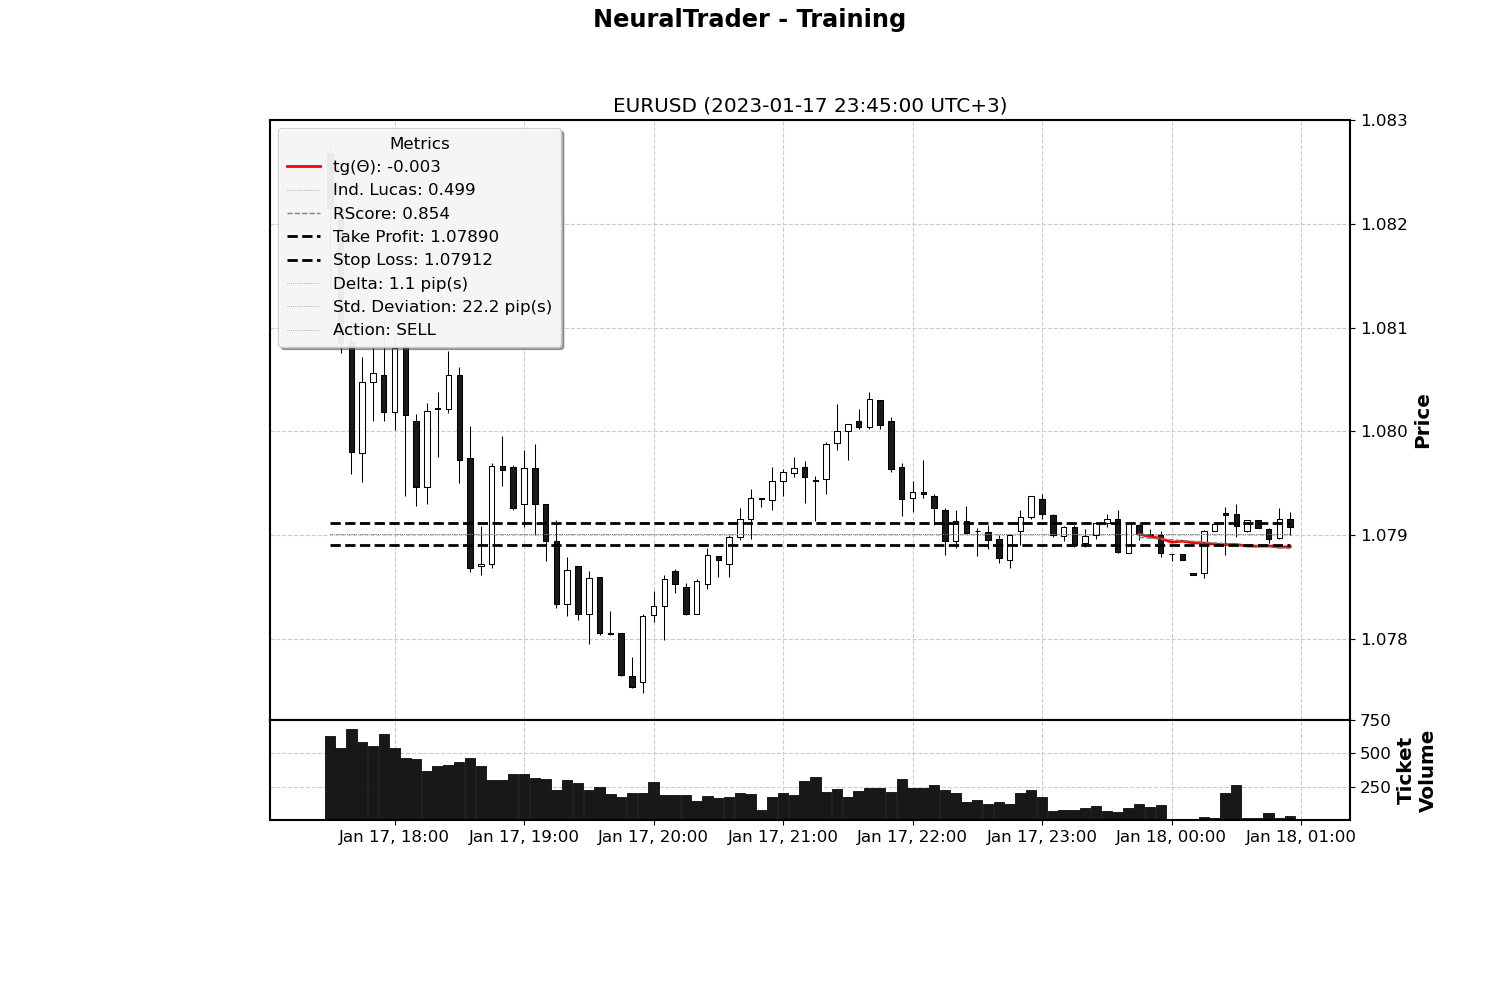 NeuralTrader - Training
EURUSD (2023-01-17 23:45:00 UTC+3)
Metrics
tg(Θ): -0.003
Ind. Lucas: 0.499
RScore: 0.854
Take Profit: 1.07890
Stop Loss: 1.07912
Delta: 1.1 pip(s)
Std. Deviation: 22.2 pip(s)
Action: SELL
1.083
1.082
1.081
1.080
1.079
1.078
Price
750
500
250
Ticket
Volume
Jan 17, 18:00
Jan 17, 19:00
Jan 17, 20:00
Jan 17, 21:00
Jan 17, 22:00
Jan 17, 23:00
Jan 18, 00:00
Jan 18, 01:00